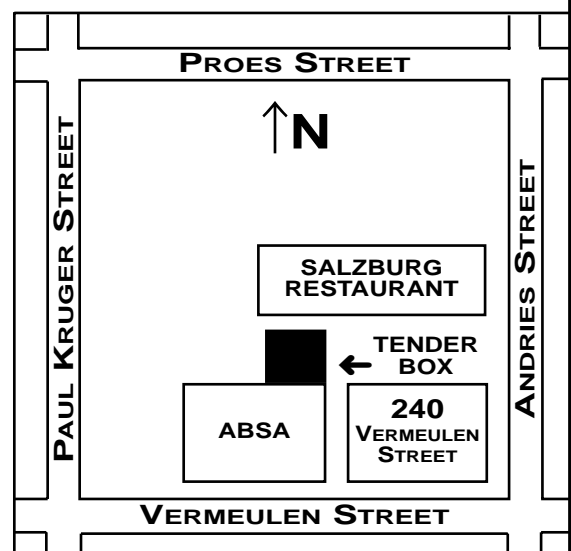 PROES STREET
N
PAUL KRUGER STREET
ANDRIES STREET
SALZBURG
RESTAURANT
TENDER
BOX
ABSA
240
VERMEULEN
STREET
VERMEULEN STREET